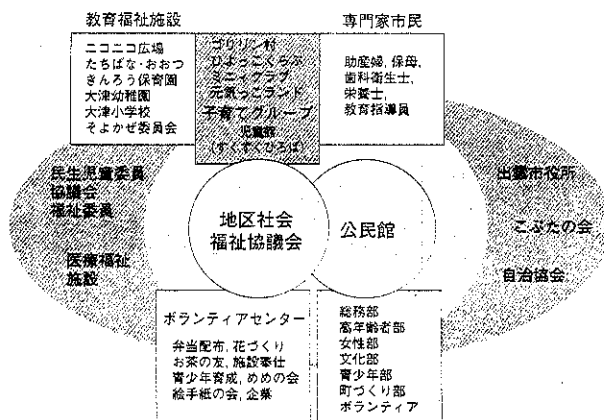 教育福祉施設
ニコニコ広場
たちばな・おおつ
きんろう保育園
大津幼稚園
大津小学校
そよかぜ委員会
ゴリリン村
ひよっこくらぶ
ミニィクラブ
元気っこランド
子育てグループ
児童館
(すくすくひろば)
専門家市民
助産婦, 保母,
歯科衛生士,
栄養士,
教育指導員
民生児童委員
協議会
福祉委員
医療福祉
施設
地区社会
福祉協議会
公民館
出雲市役所
こぶたの会
自治協会
ボランティアセンター
弁当配布, 花づくり
お茶の友, 施設奉仕
青少年育成, めめの会
絵手紙の会, 企業
総務部
高年齢者部
女性部
文化部
青少年部
町づくり部
ボランティア